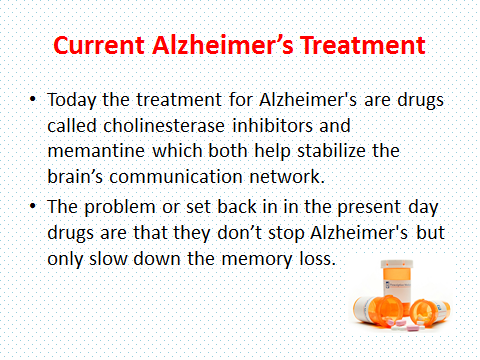 Current Alzheimer’s Treatment
• Today the treatment for Alzheimer's are drugs
called cholinesterase inhibitors and
memantine which both help stabilize the
brain’s communication network.
• The problem or set back in in the present day
drugs are that they don’t stop Alzheimer's but
only slow down the memory loss.